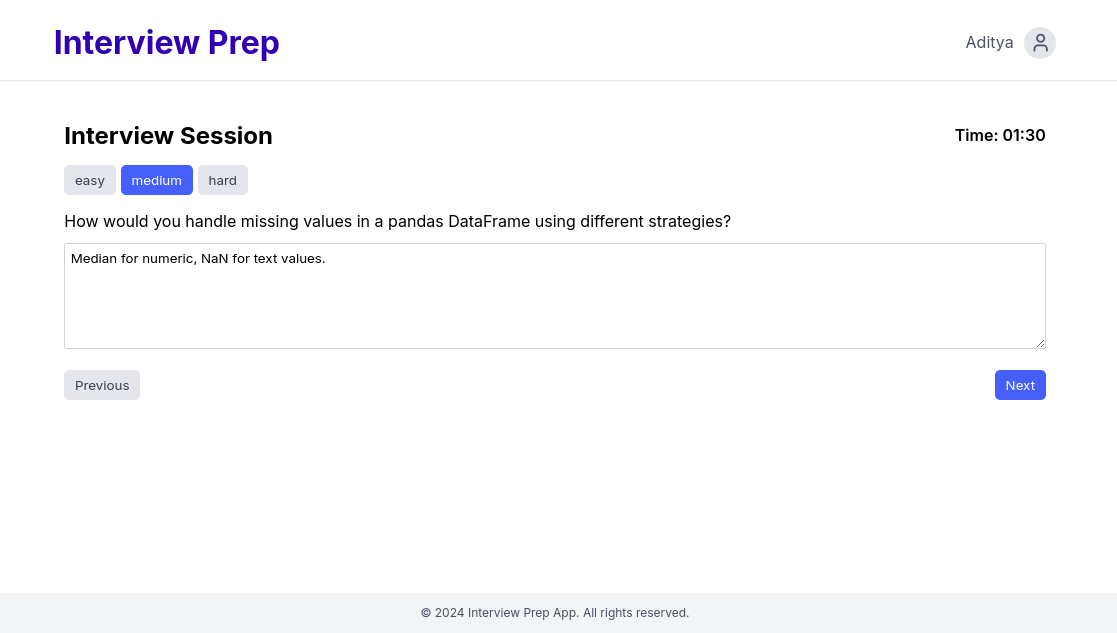 Interview Prep
Aditya
Interview Session
Time: 01:30
easy
medium
hard
How would you handle missing values in a pandas DataFrame using different strategies?
Median for numeric, NaN for text values.
Previous
Next
© 2024 Interview Prep App. All rights reserved.